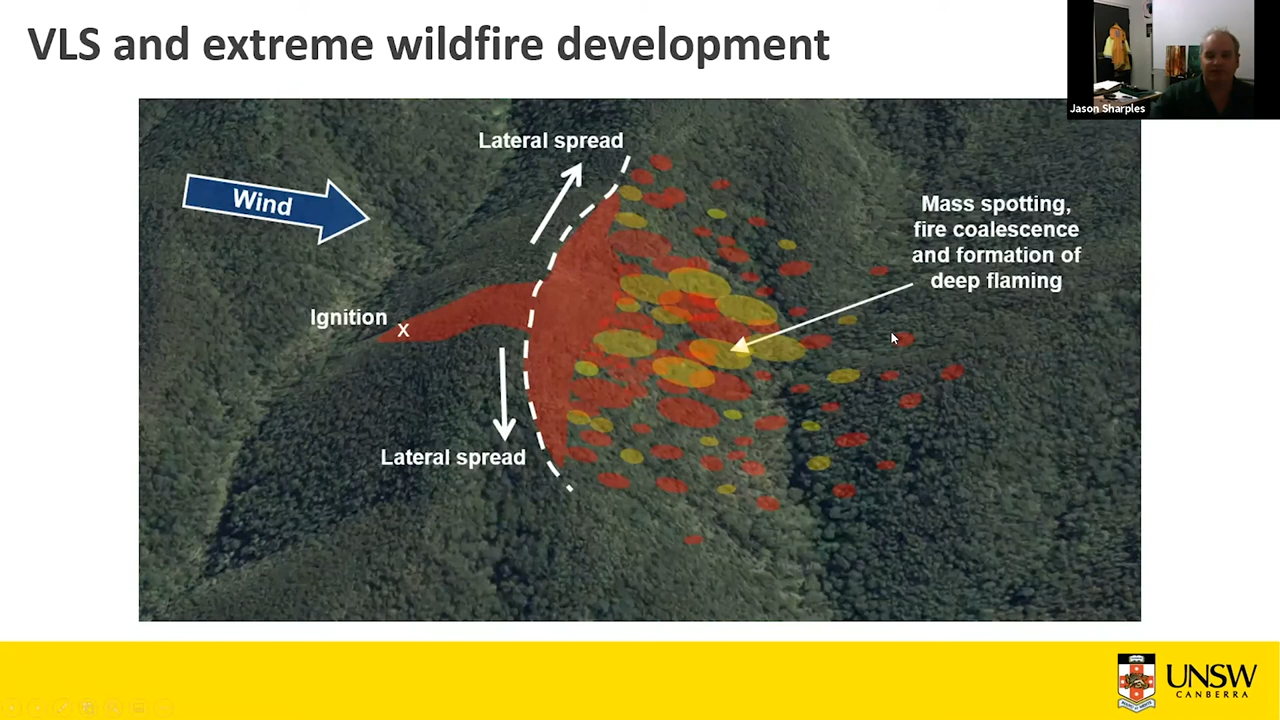 VLS and extreme wildfire development
Jason Sharples
Lateral spread
Wind
Mass spotting,
fire coalescence
and formation of
deep flaming
Ignition
x
Lateral spread
UNSW
CANBERRA